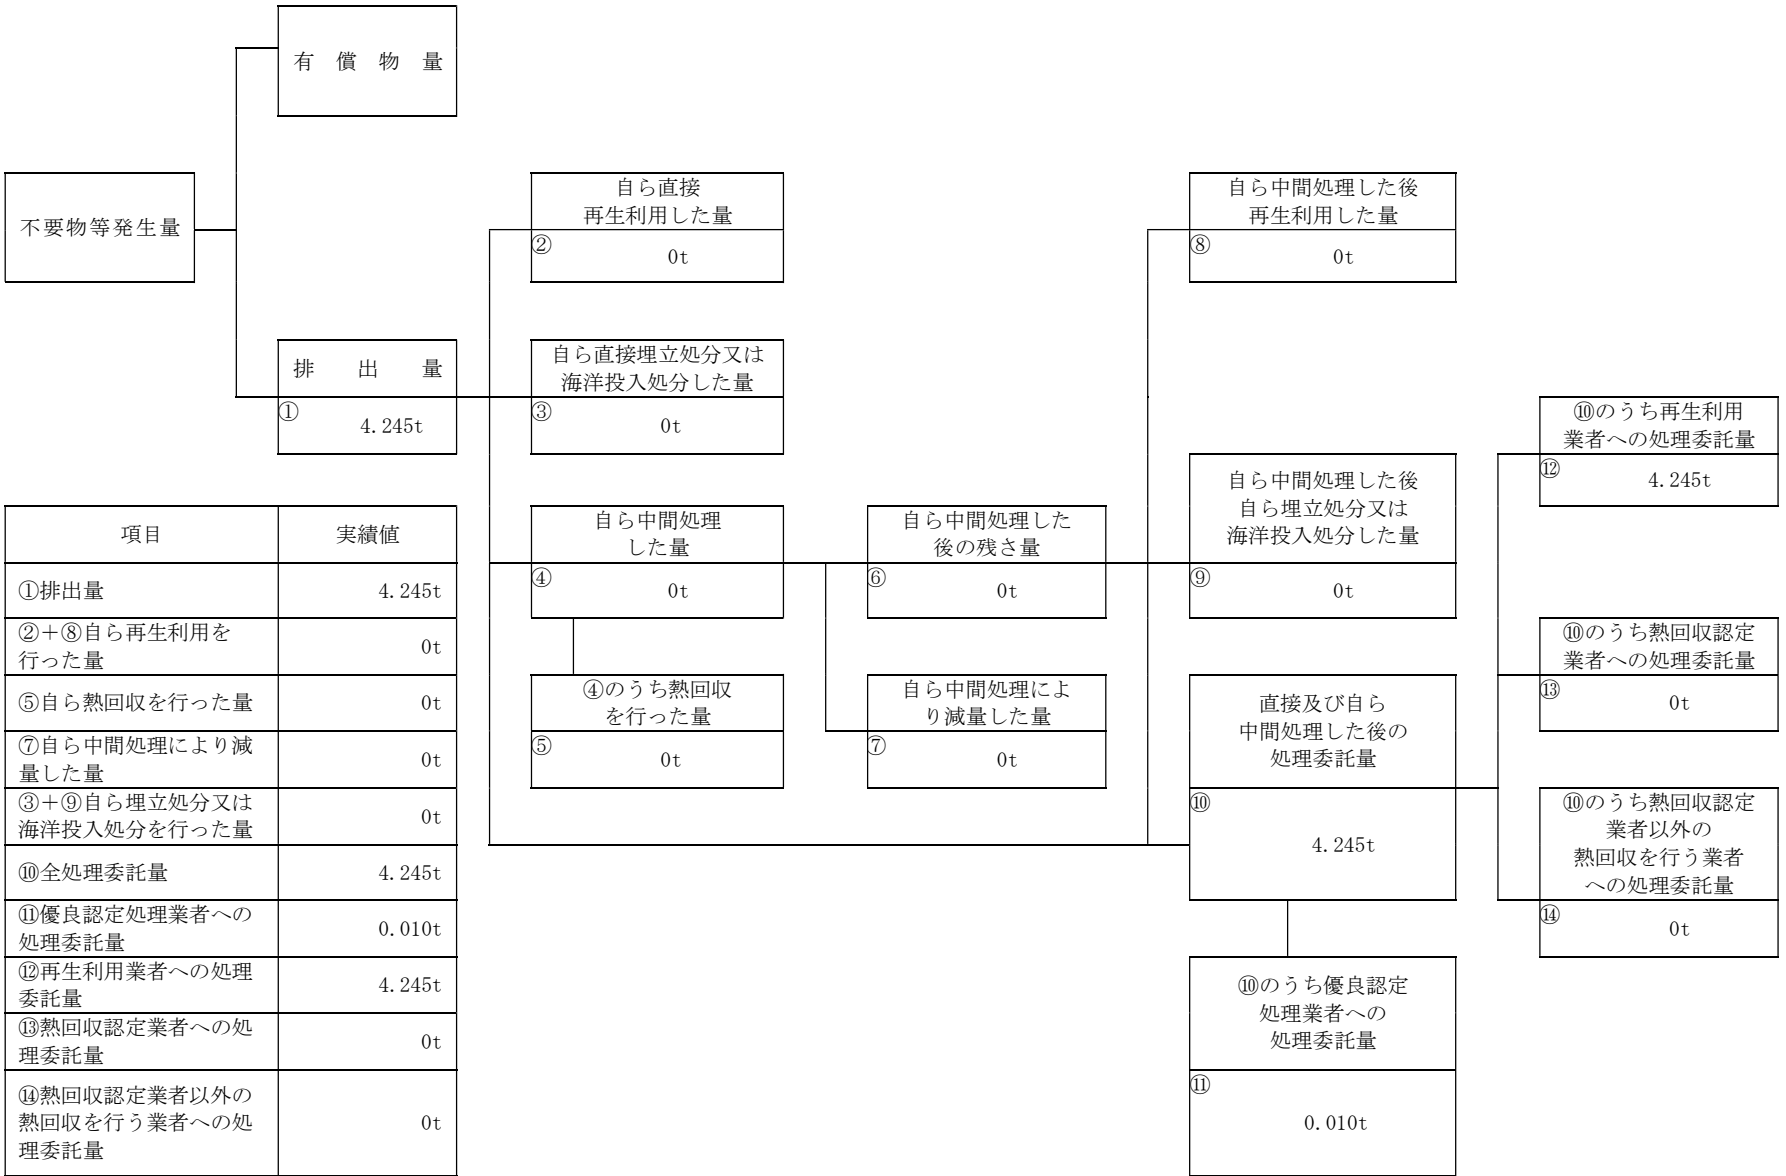 有　償　物　量
不要物等発生量
自ら直接
再生利用した量
②
0t
自ら中間処理した後
再生利用した量
⑧
0t
排　出　量
①
4.245t
自ら直接埋立処分又は
海洋投入処分した量
③
0t
⑩のうち再生利用
業者への処理委託量
⑫
4.245t
自ら中間処理
した量
④
0t
自ら中間処理した
後の残さ量
⑥
0t
自ら中間処理した後
自ら埋立処分又は
海洋投入処分した量
⑨
0t
⑩のうち熱回収認定
業者への処理委託量
⑬
0t
④のうち熱回収
を行った量
⑤
0t
自ら中間処理によ
り減量した量
⑦
0t
直接及び自ら
中間処理した後の
処理委託量
⑩
4.245t
⑩のうち熱回収認定
業者以外の
熱回収を行う業者
への処理委託量
⑭
0t
⑩のうち優良認定
処理業者への
処理委託量
⑪
0.010t
項目　実績値
①排出量　4.245t
②＋⑧自ら再生利用を
行った量　0t
⑤自ら熱回収を行った量　0t
⑦自ら中間処理により減
量した量　0t
③＋⑨自ら埋立処分又は
海洋投入処分を行った量　0t
⑩全処理委託量　4.245t
⑪優良認定処理業者への
処理委託量　0.010t
⑫再生利用業者への処理
委託量　4.245t
⑬熱回収認定業者への処
理委託量　0t
⑭熱回収認定業者以外の
熱回収を行う業者への処
理委託量　0t